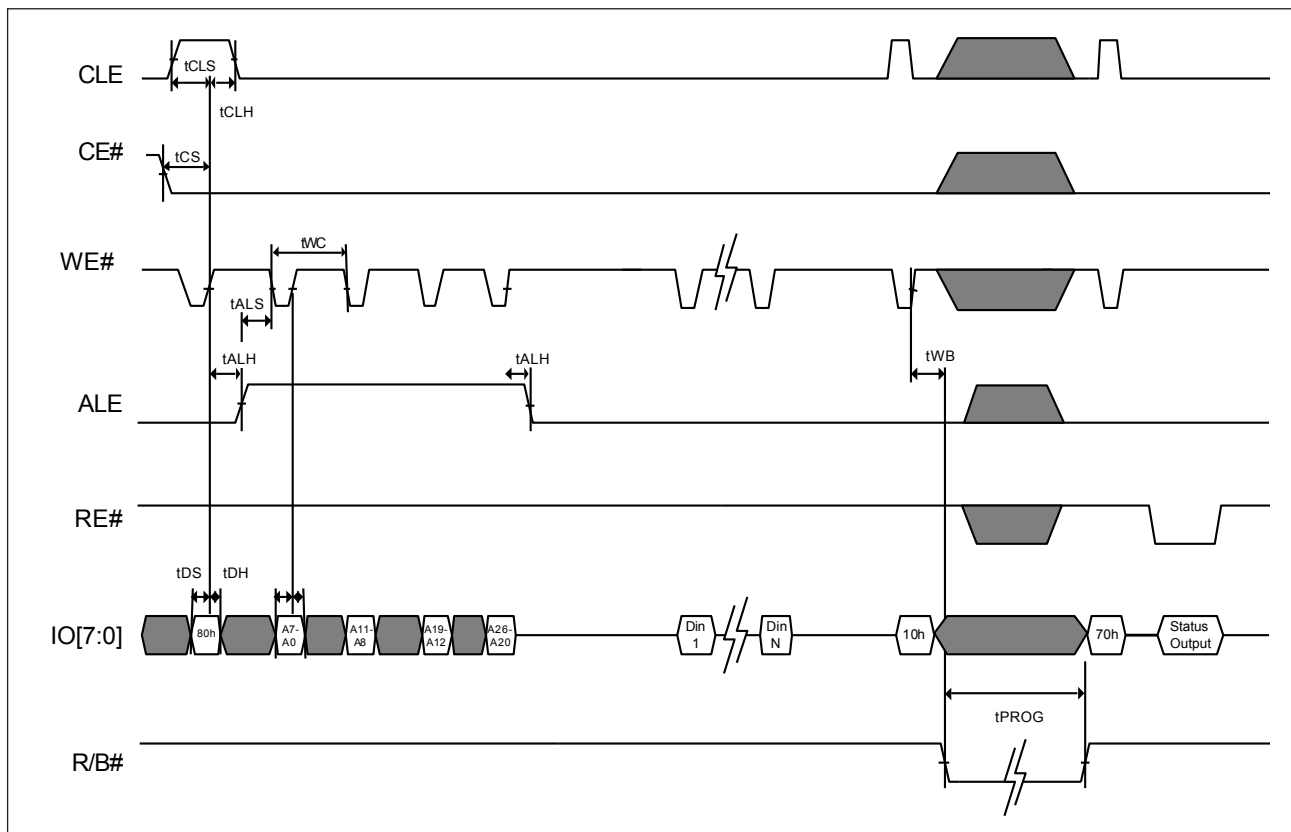 CLE
tCLS
tCLH
CE#
tCS
WE#
tWC
tALS
tALH
tALH
tWB
ALE
RE#
tDS
tDH
IO[7:0]
80h
A7-
A0
A11-
A8
A19-
A12
A26-
A20
Din
1
Din
N
10h
70h
Status
Output
tPROG
R/B#